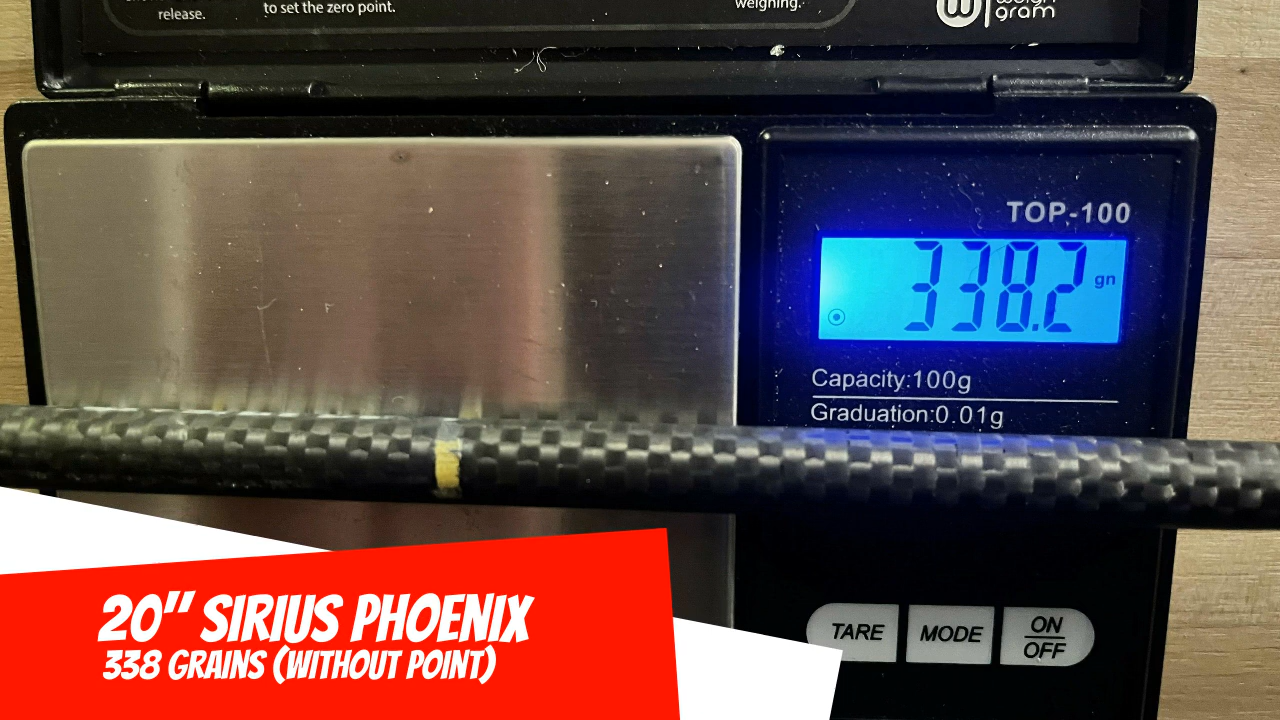 release.
to set the zero point.
weighing.
gram
TOP-100
338.2 gn
Capacity:100g
Graduation:0.01g
TARE
MODE
ON
OFF
20" SIRIUS PHOENIX
338 GRAINS (WITHOUT POINT)